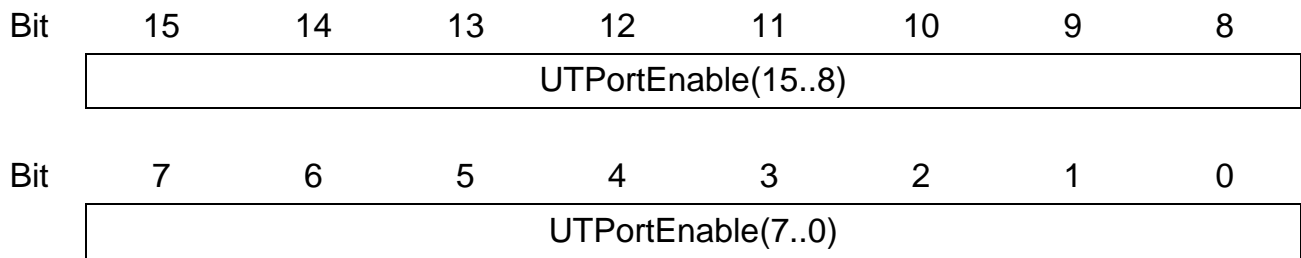 Bit 15 14 13 12 11 10 9 8
UTPortEnable(15..8)
Bit 7 6 5 4 3 2 1 0
UTPortEnable(7..0)